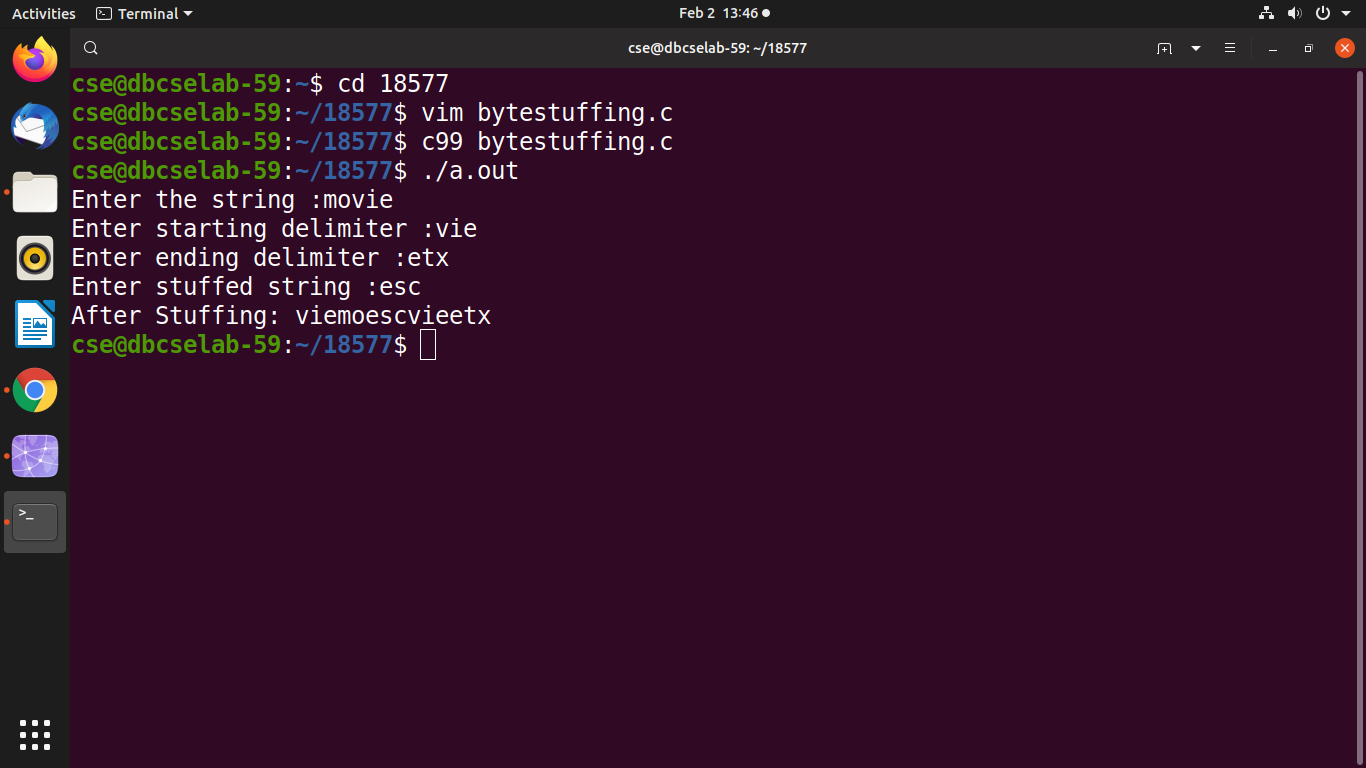 Activities Terminal Feb 2 13:46
cse@dbcselab-59: ~/18577
cse@dbcselab-59:~$ cd 18577
cse@dbcselab-59:~/18577$ vim bytestuffing.c
cse@dbcselab-59:~/18577$ c99 bytestuffing.c
cse@dbcselab-59:~/18577$ ./a.out
Enter the string :movie
Enter starting delimiter :vie
Enter ending delimiter :etx
Enter stuffed string :esc
After Stuffing: viemoescvieetx
cse@dbcselab-59:~/18577$